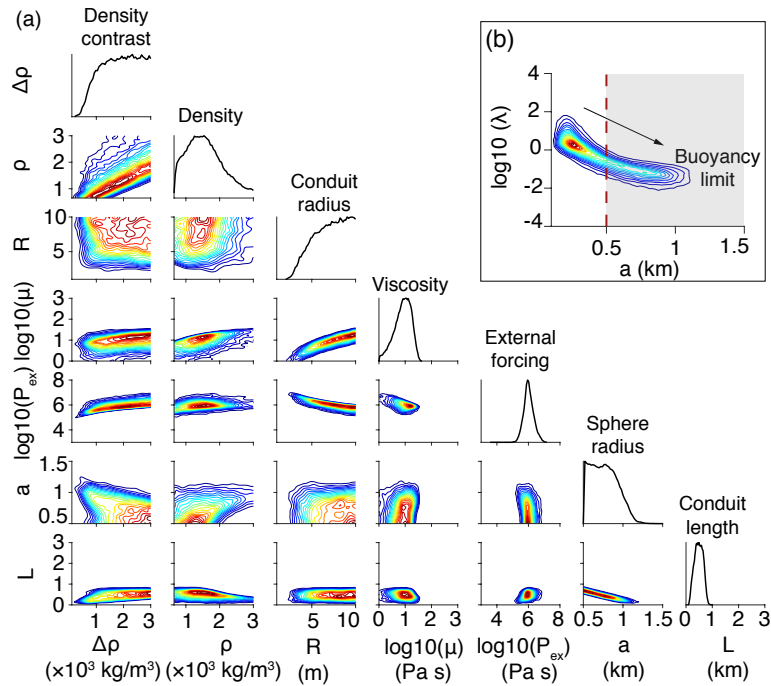 (a)
Density
contrast
Δρ
(b)
log10 (λ)
4
2
0
-2
-4
Buoyancy
limit
0.5
1
1.5
a (km)
Density
ρ
3
2
1
Conduit
radius
R
10
5
Viscosity
log10(μ)
3
2
1
0
External
forcing
log10(P_ex)
8
6
4
Sphere
radius
a
1.5
1
0.5
Conduit
length
L
3
2
1
0
1 2 3
1 2 3
5 10
0 1 2 3
4 6 8
0.5 1 1.5
0 1 2 3
Δρ
ρ
R
log10(μ)
log10(P_ex)
a
L
(×10³ kg/m³)
(×10³ kg/m³)
(m)
(Pa s)
(Pa s)
(km)
(km)